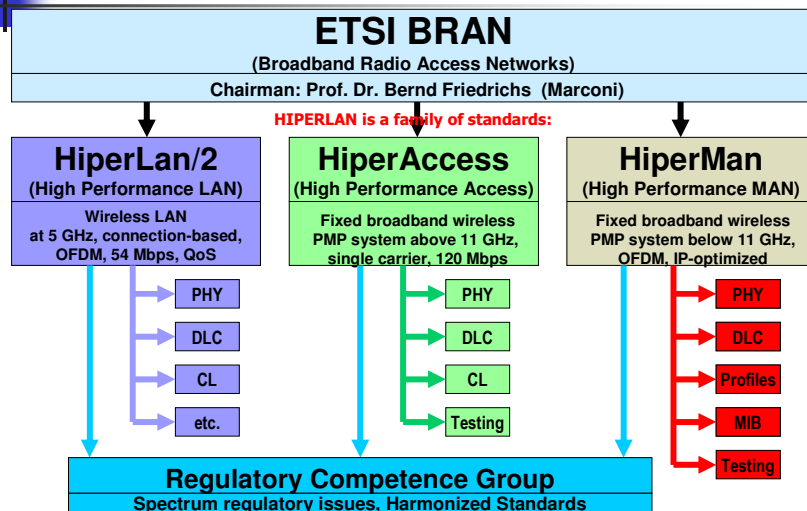 ETSI BRAN
(Broadband Radio Access Networks)
Chairman: Prof. Dr. Bernd Friedrichs (Marconi)
HIPERLAN is a family of standards:
HiperLan/2
(High Performance LAN)
Wireless LAN
at 5 GHz, connection-based,
OFDM, 54 Mbps, QoS
PHY
DLC
CL
etc.
HiperAccess
(High Performance Access)
Fixed broadband wireless
PMP system above 11 GHz,
single carrier, 120 Mbps
PHY
DLC
CL
Testing
HiperMan
(High Performance MAN)
Fixed broadband wireless
PMP system below 11 GHz,
OFDM, IP-optimized
PHY
DLC
Profiles
MIB
Testing
Regulatory Competence Group
Spectrum regulatory issues, Harmonized Standards